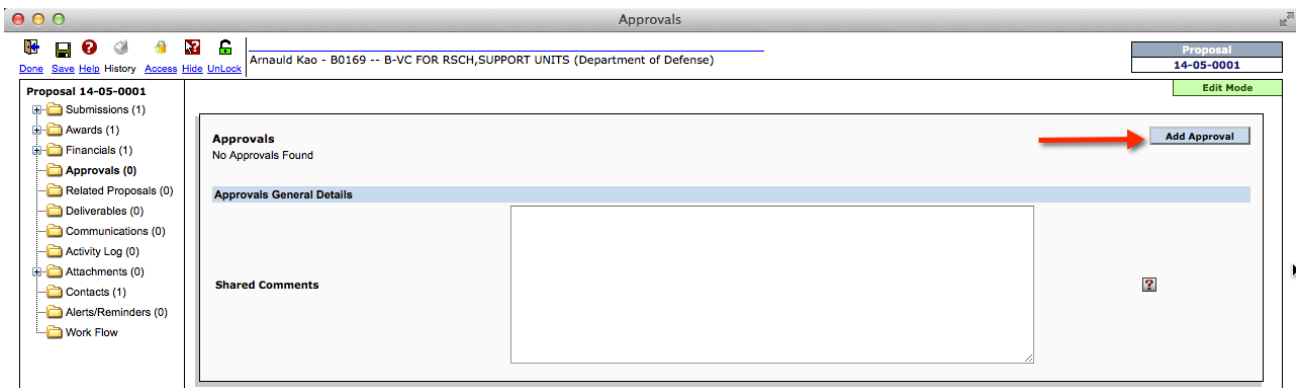 Approvals
Done Save Help History Access Hide UnLock
Arnauld Kao - B0169 -- B-VC FOR RSCH,SUPPORT UNITS (Department of Defense)
Proposal
14-05-0001
Edit Mode
Proposal 14-05-0001
Submissions (1)
Awards (1)
Financials (1)
Approvals (0)
Related Proposals (0)
Deliverables (0)
Communications (0)
Activity Log (0)
Attachments (0)
Contacts (1)
Alerts/Reminders (0)
Work Flow
Approvals
Add Approval
No Approvals Found
Approvals General Details
Shared Comments
?